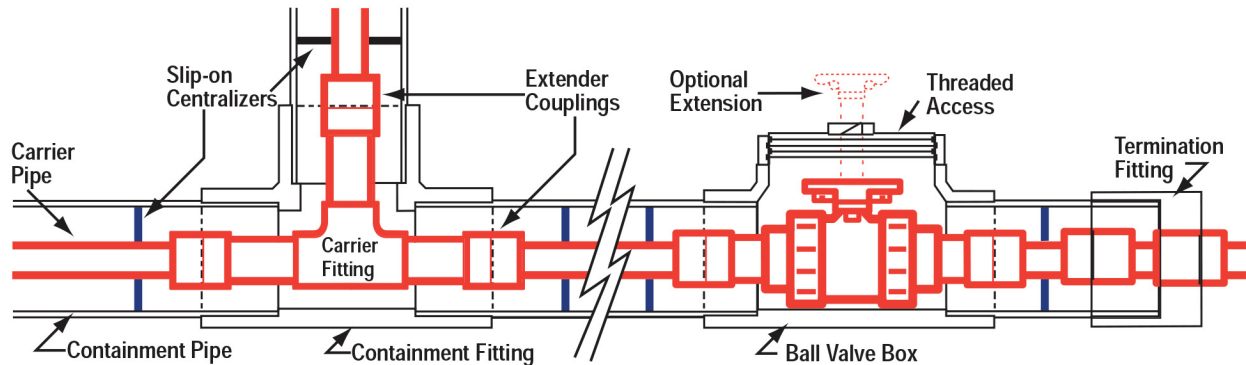 Slip-on
Centralizers
Extender
Couplings
Optional
Extension
Threaded
Access
Termination
Fitting
Carrier
Pipe
Carrier
Fitting
Containment Pipe
Containment Fitting
Ball Valve Box